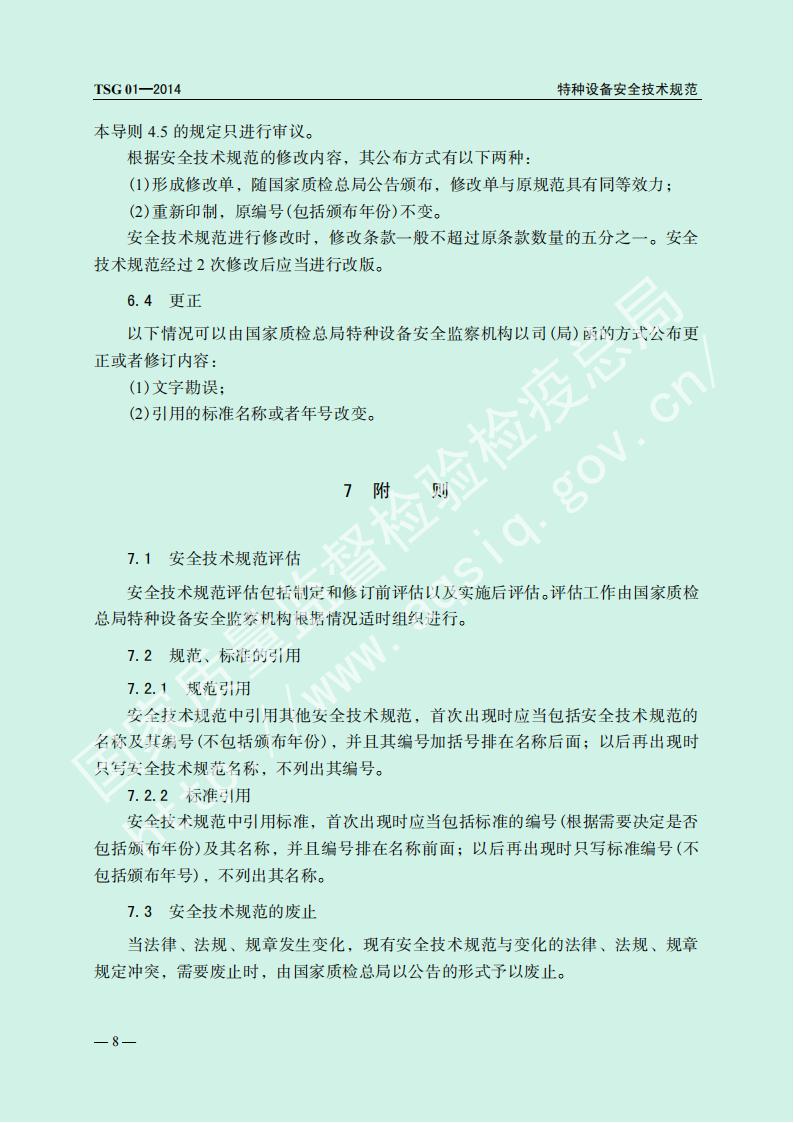 TSG 01—2014 特种设备安全技术规范
本导则 4.5 的规定只进行审议。
根据安全技术规范的修改内容，其公布方式有以下两种：
(1)形成修改单，随国家质检总局公告颁布，修改单与原规范具有同等效力；
(2)重新印制，原编号(包括颁布年份)不变。
安全技术规范进行修改时，修改条款一般不超过原条款数量的五分之一。安全
技术规范经过 2 次修改后应当进行改版。
6.4 更正
以下情况可以由国家质检总局特种设备安全监察机构以司(局)函的方式公布更
正或者修订内容：
(1)文字勘误；
(2)引用的标准名称或者年号改变。
7 附 则
7.1 安全技术规范评估
安全技术规范评估包括制定和修订前评估以及实施后评估。评估工作由国家质检
总局特种设备安全监察机构根据情况适时组织进行。
7.2 规范、标准的引用
7.2.1 规范引用
安全技术规范中引用其他安全技术规范，首次出现时应当包括安全技术规范的
名称及其编号(不包括颁布年份)，并且其编号加括号排在名称后面；以后再出现时
只写安全技术规范名称，不列出其编号。
7.2.2 标准引用
安全技术规范中引用标准，首次出现时应当包括标准的编号(根据需要决定是否
包括颁布年份)及其名称，并且编号排在名称前面；以后再出现时只写标准编号(不
包括颁布年号)，不列出其名称。
7.3 安全技术规范的废止
当法律、法规、规章发生变化，现有安全技术规范与变化的法律、法规、规章
规定冲突，需要废止时，由国家质检总局以公告的形式予以废止。
— 8 —
国家质量监督检验检疫总局
http://www.aqsiq.gov.cn/